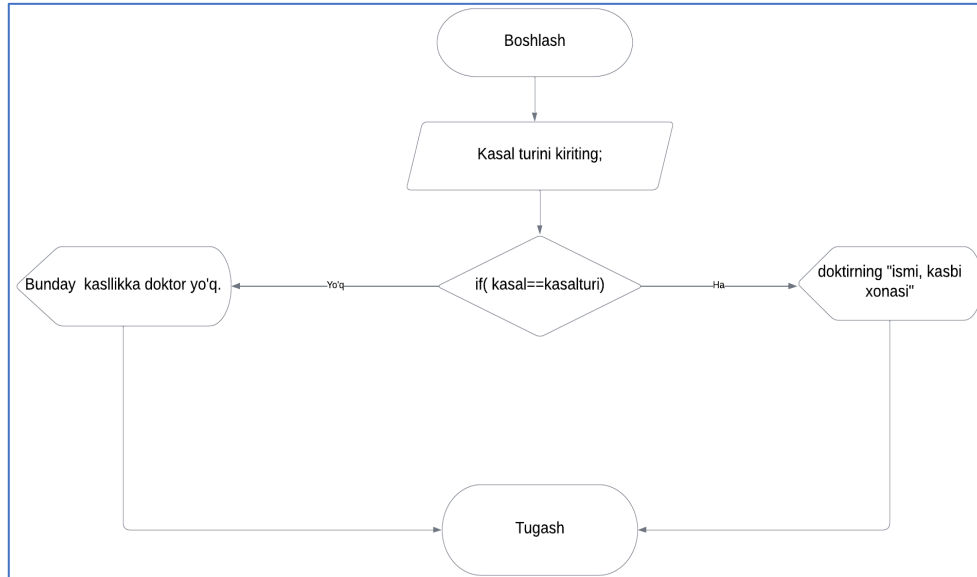 Boshlash
Kasal turini kiriting;
if( kasal==kasalturi)
Yo'q
Bunday kasllikka doktor yo'q.
Ha
doktirning "ismi, kasbi
xonasi"
Tugash